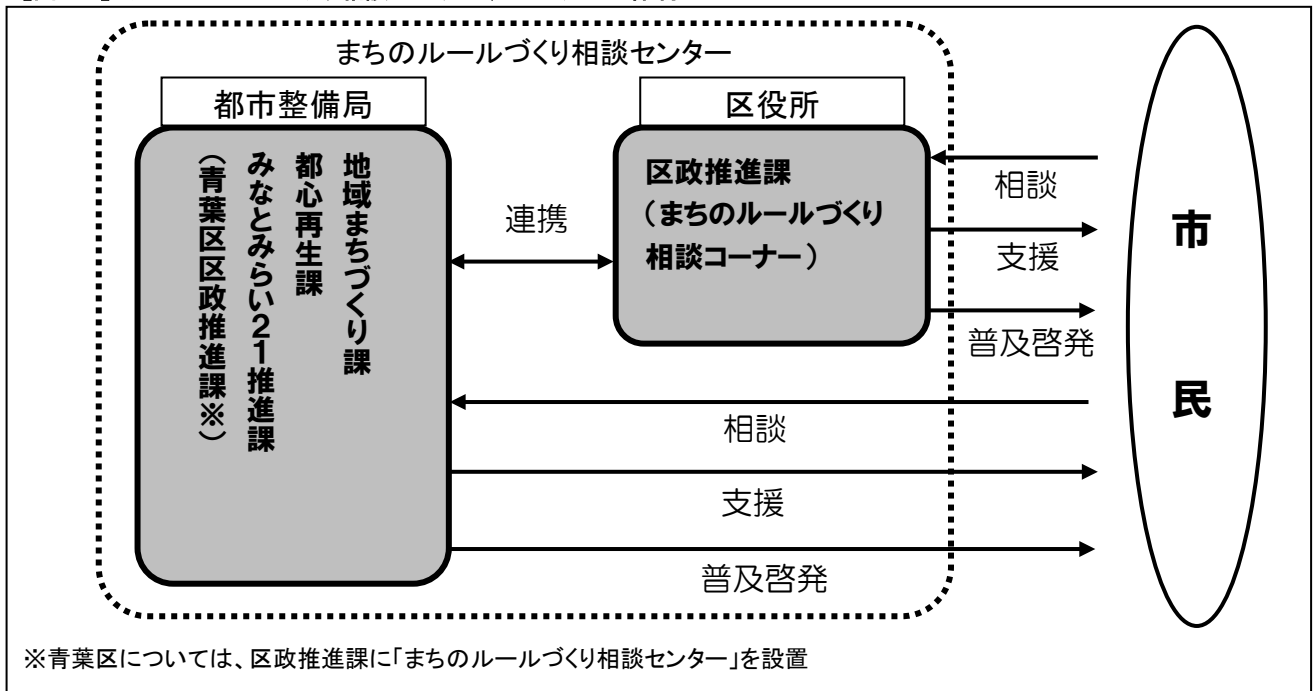 まちのルールづくり相談センター
都市整備局
地域まちづくり課
都心再生課
みなとみらい21推進課
(青葉区区政推進課※)
連携
区役所
区政推進課
(まちのルールづくり
相談コーナー)
相談
支援
普及啓発
相談
支援
普及啓発
市民
※青葉区については、区政推進課に「まちのルールづくり相談センター」を設置